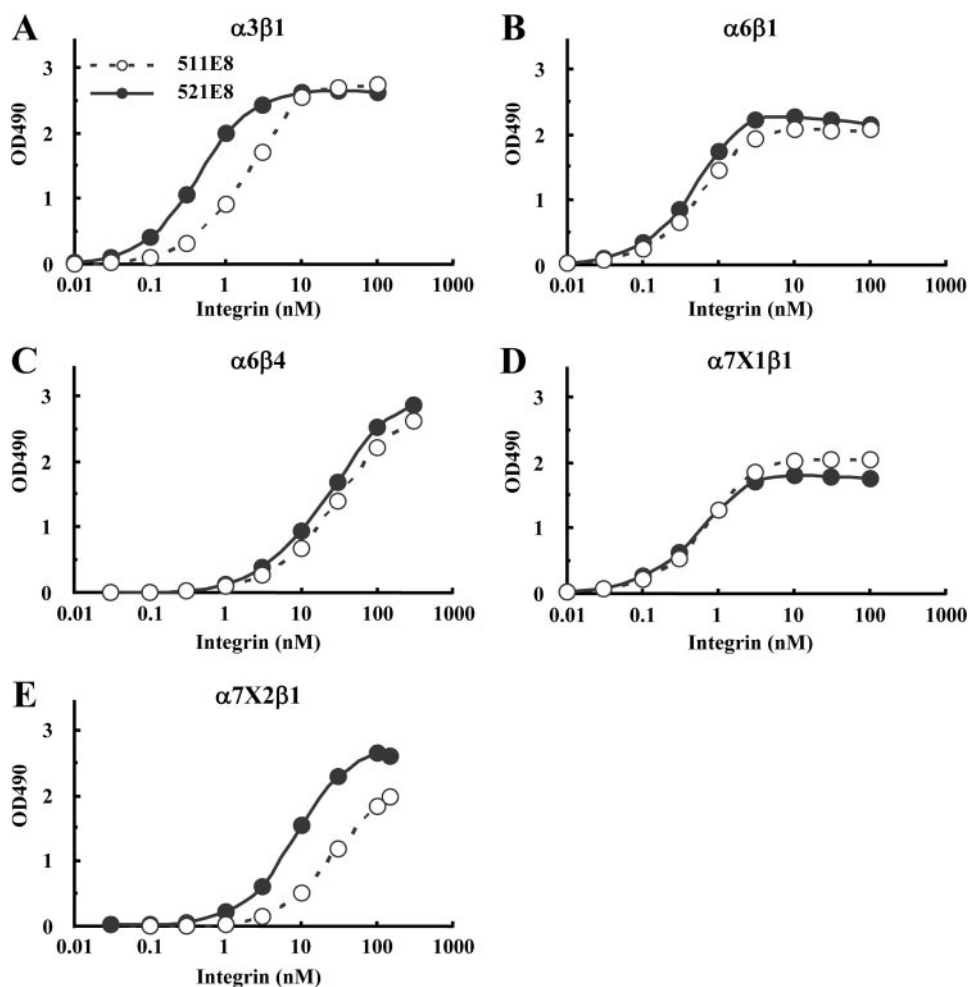 A
α3β1
511E8
521E8
3
2
1
0
OD490
0.01 0.1 1 10 100 1000
Integrin (nM)
B
α6β1
3
2
1
0
OD490
0.01 0.1 1 10 100 1000
Integrin (nM)
C
α6β4
3
2
1
0
OD490
0.01 0.1 1 10 100 1000
Integrin (nM)
D
α7X1β1
3
2
1
0
OD490
0.01 0.1 1 10 100 1000
Integrin (nM)
E
α7X2β1
3
2
1
0
OD490
0.01 0.1 1 10 100 1000
Integrin (nM)